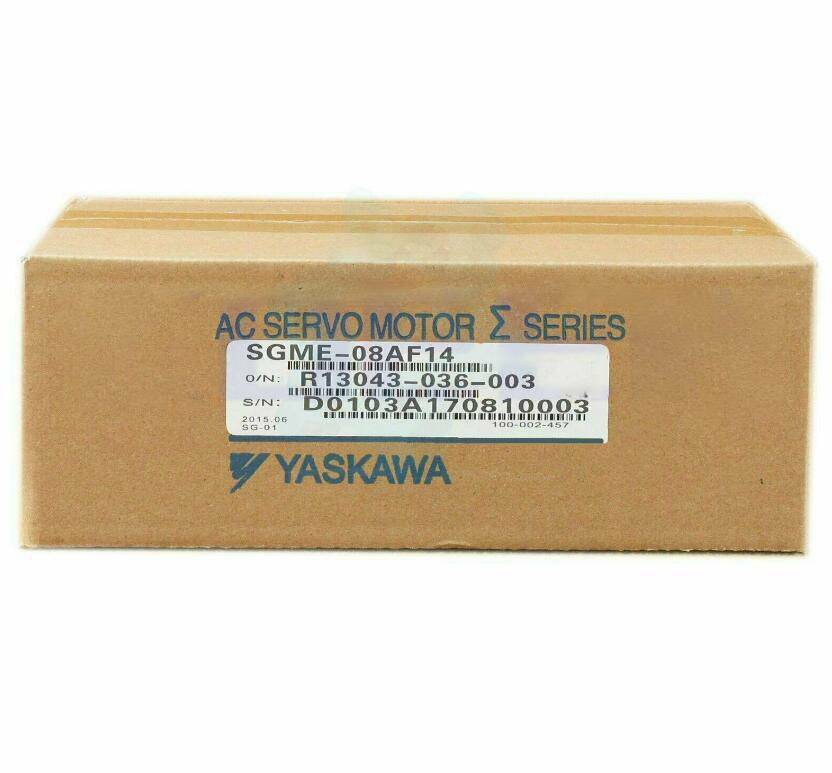 AC SERVO MOTOR Σ SERIES
SGME-08AF14
O/N: R13043-036-003
S/N: D0103A170810003
2015.06
SG-01 100-002-457
YASKAWA